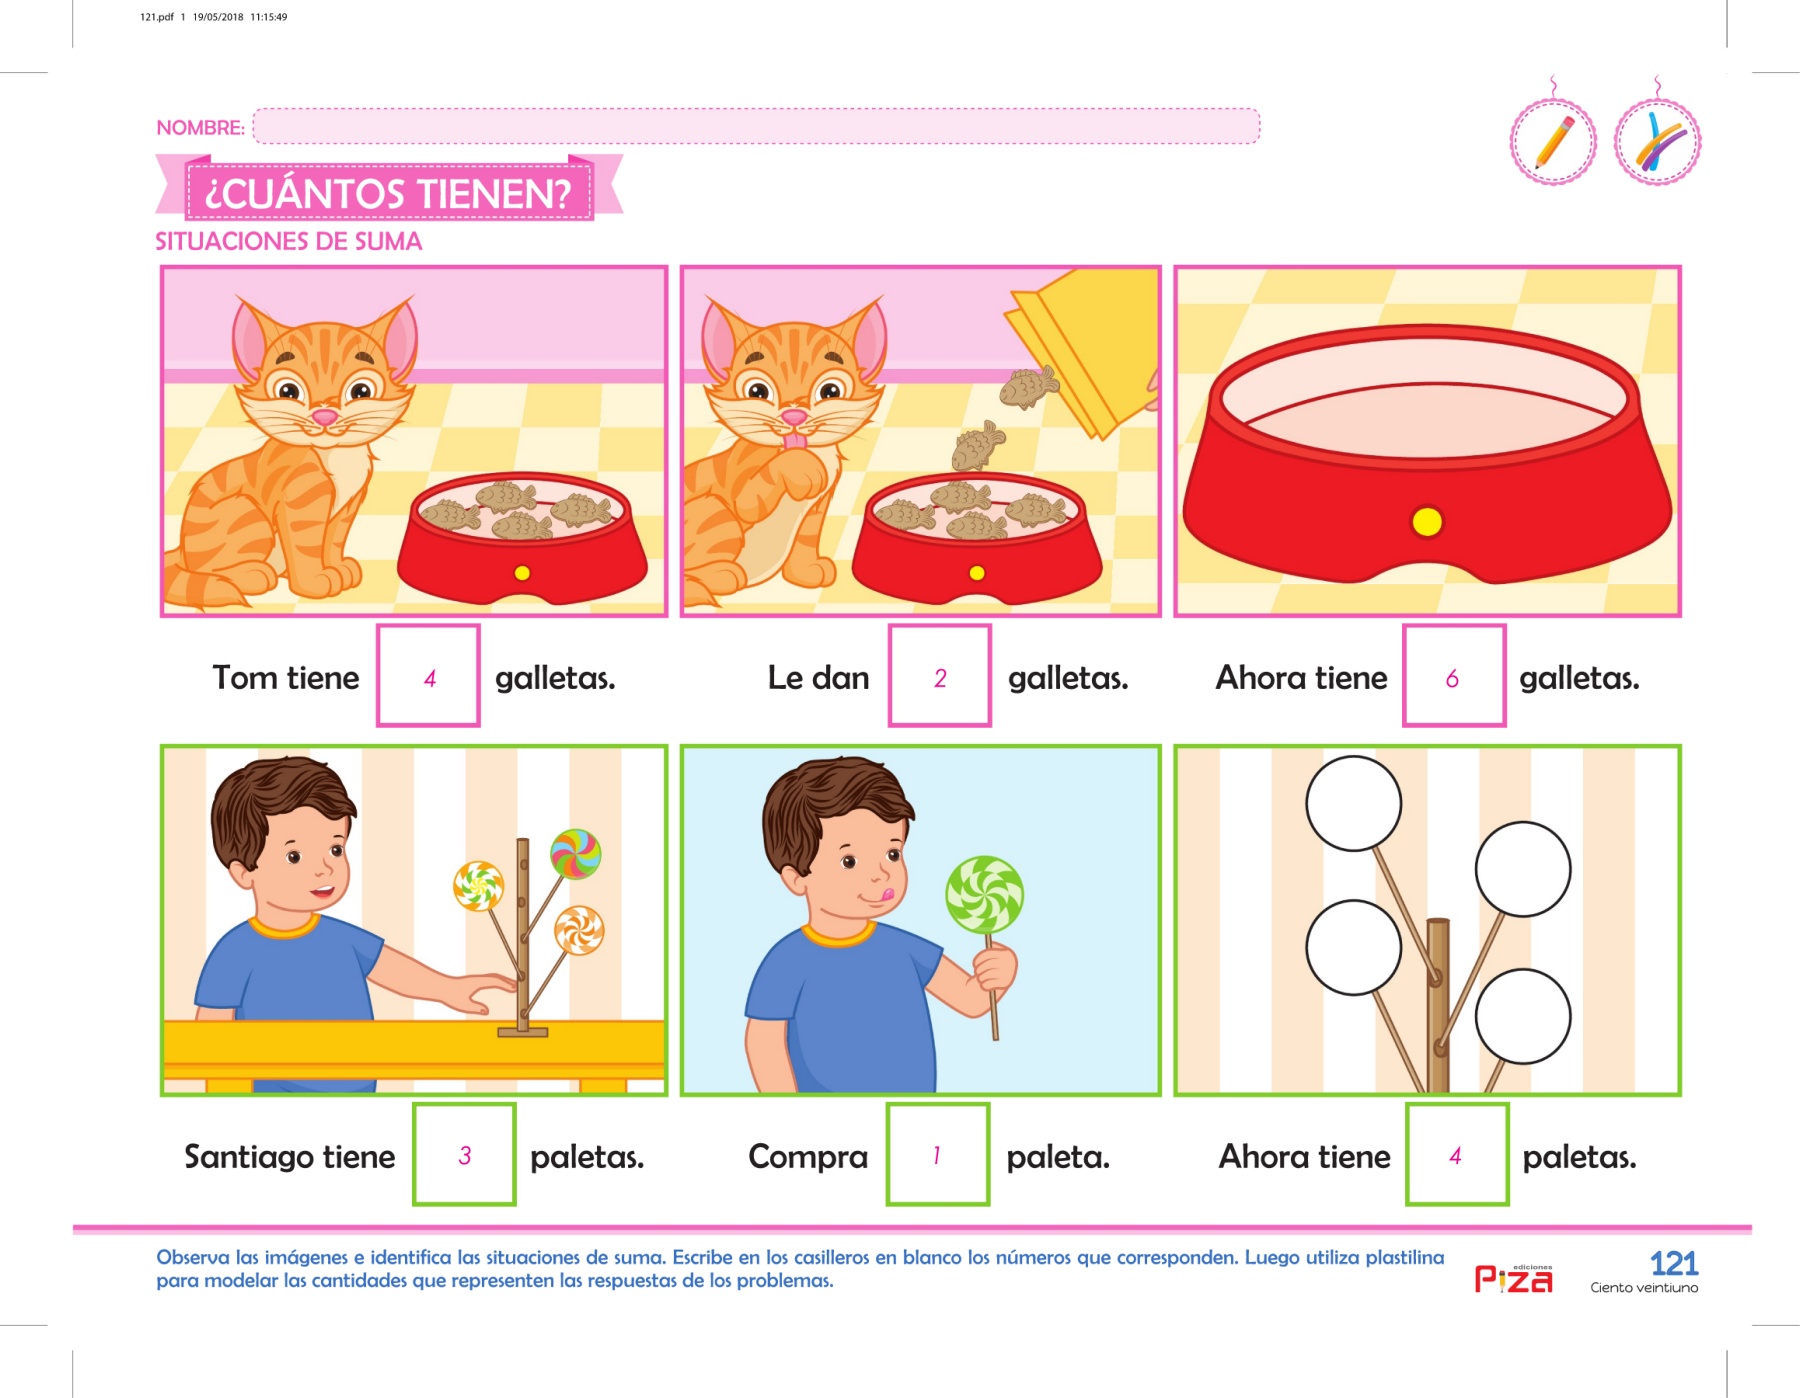 121.pdf 1 19/05/2018 11:15:49
NOMBRE:
¿CUÁNTOS TIENEN?
SITUACIONES DE SUMA
Tom tiene 4 galletas.
Le dan 2 galletas.
Ahora tiene 6 galletas.
Santiago tiene 3 paletas.
Compra 1 paleta.
Ahora tiene 4 paletas.
Observa las imágenes e identifica las situaciones de suma. Escribe en los casilleros en blanco los números que corresponden. Luego utiliza plastilina
para modelar las cantidades que representen las respuestas de los problemas.
ediciones
Piza
121
Ciento veintiuno